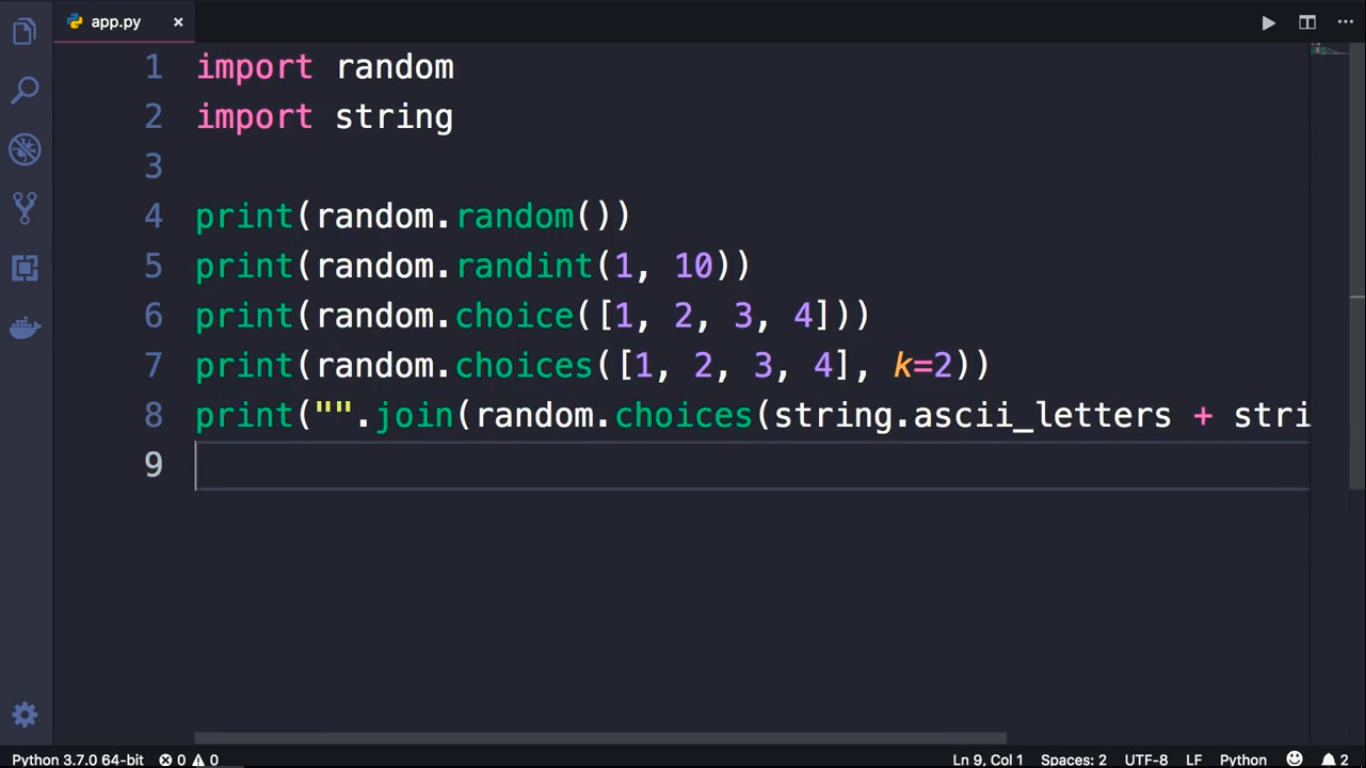 app.py ×
1 import random
2 import string
3
4 print(random.random())
5 print(random.randint(1, 10))
6 print(random.choice([1, 2, 3, 4]))
7 print(random.choices([1, 2, 3, 4], k=2))
8 print("".join(random.choices(string.ascii_letters + stri
9
Python 3.7.0 64-bit 0 0 Ln 9, Col 1 Spaces: 2 UTF-8 LF Python 2